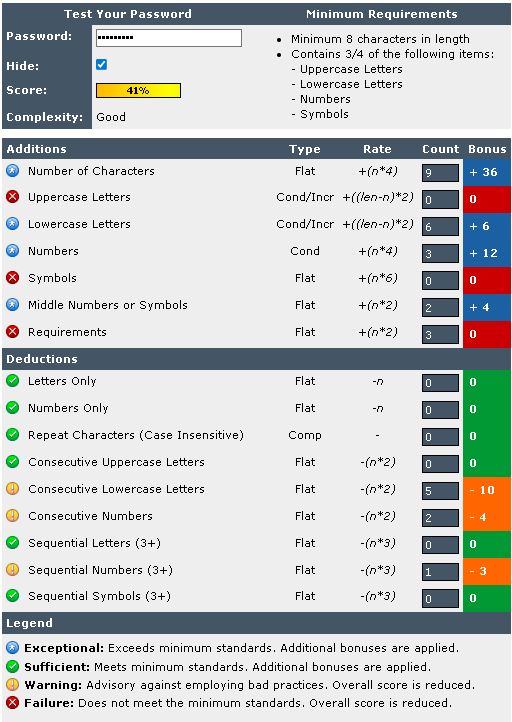 Test Your Password Minimum Requirements
Password: •••••••••
• Minimum 8 characters in length
• Contains 3/4 of the following items:
Hide:
- Uppercase Letters
- Lowercase Letters
Score: 41%
- Numbers
- Symbols
Complexity: Good
Additions Type Rate Count Bonus
Number of Characters Flat +(n*4) 9 + 36
Uppercase Letters Cond/Incr +((len-n)*2) 0 0
Lowercase Letters Cond/Incr +((len-n)*2) 6 + 6
Numbers Cond +(n*4) 3 + 12
Symbols Flat +(n*6) 0 0
Middle Numbers or Symbols Flat +(n*2) 2 + 4
Requirements Flat +(n*2) 3 0
Deductions
Letters Only Flat -n 0 0
Numbers Only Flat -n 0 0
Repeat Characters (Case Insensitive) Comp - 0 0
Consecutive Uppercase Letters Flat -(n*2) 0 0
Consecutive Lowercase Letters Flat -(n*2) 5 - 10
Consecutive Numbers Flat -(n*2) 2 - 4
Sequential Letters (3+) Flat -(n*3) 0 0
Sequential Numbers (3+) Flat -(n*3) 1 - 3
Sequential Symbols (3+) Flat -(n*3) 0 0
Legend
Exceptional: Exceeds minimum standards. Additional bonuses are applied.
Sufficient: Meets minimum standards. Additional bonuses are applied.
Warning: Advisory against employing bad practices. Overall score is reduced.
Failure: Does not meet the minimum standards. Overall score is reduced.